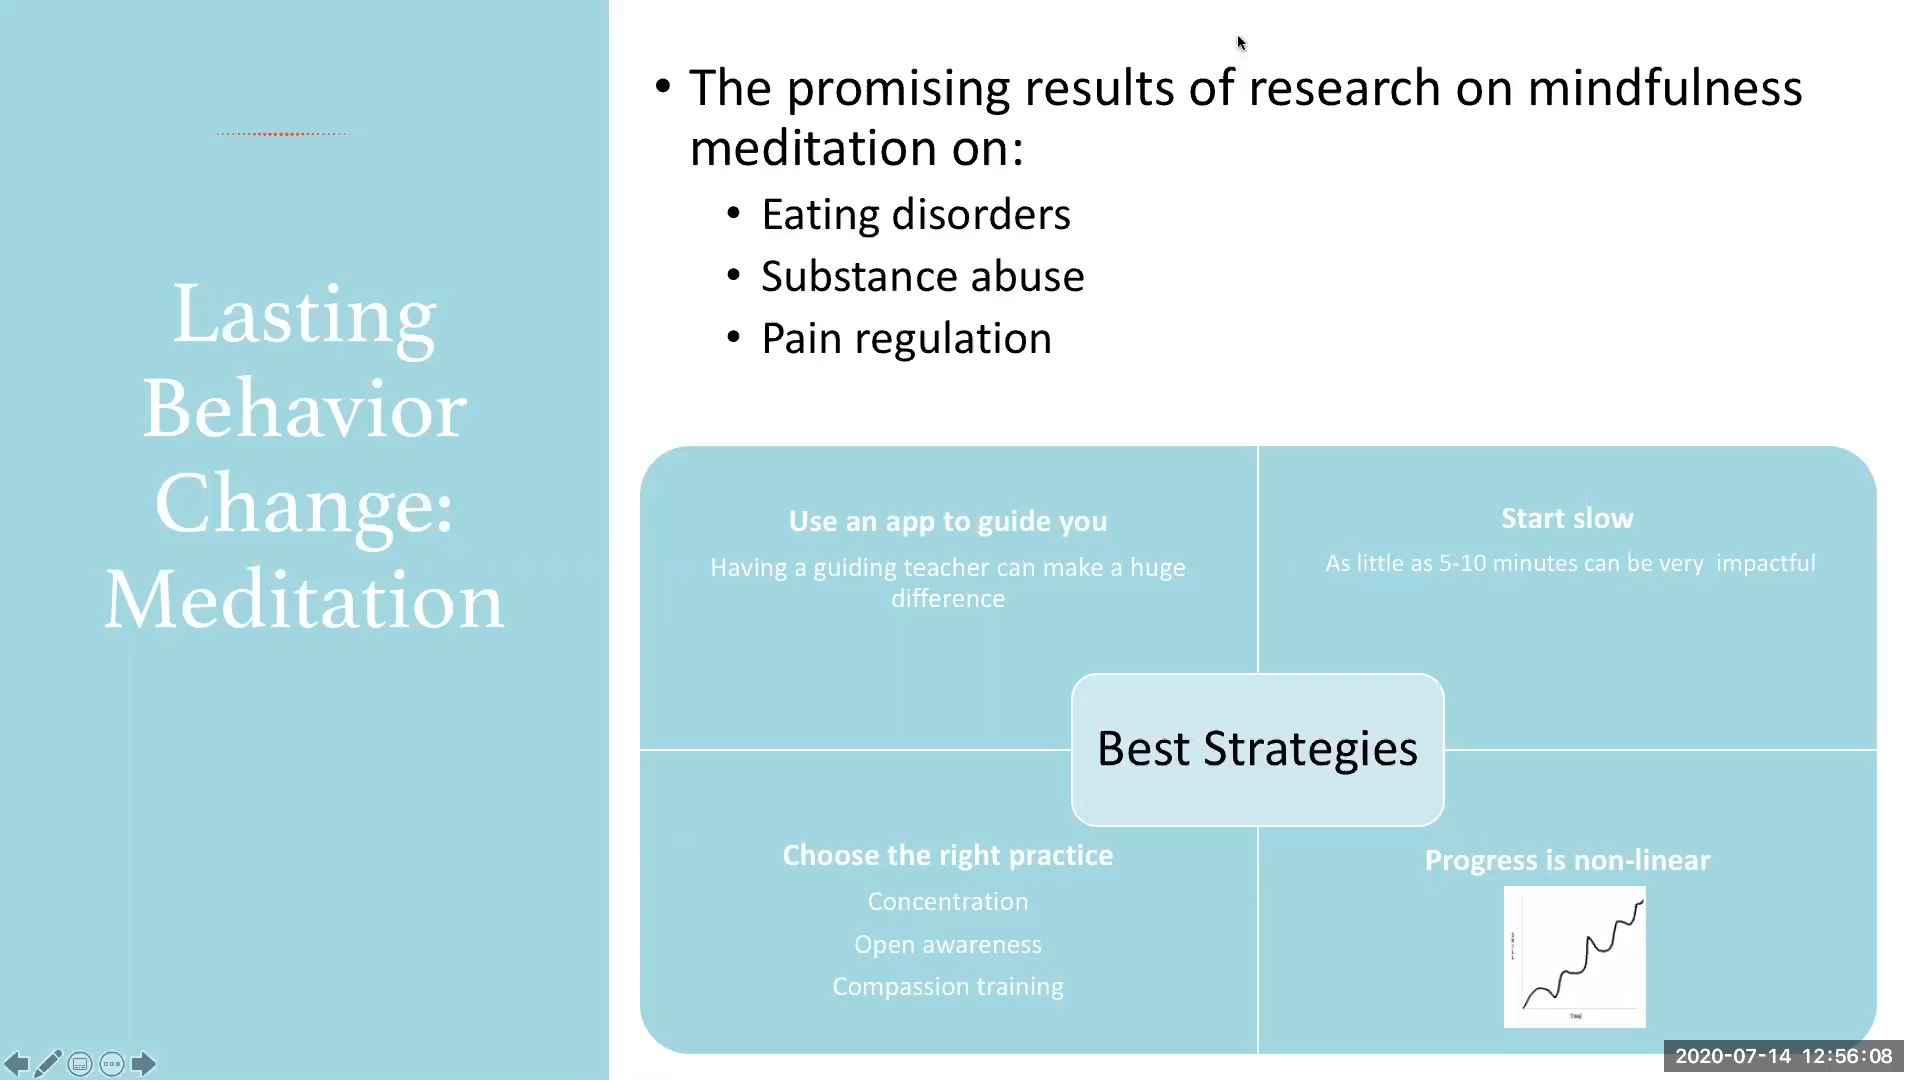 Lasting
Behavior
Change:
Meditation
• The promising results of research on mindfulness
meditation on:
• Eating disorders
• Substance abuse
• Pain regulation
Use an app to guide you
Having a guiding teacher can make a huge
difference
Start slow
As little as 5-10 minutes can be very impactful
Best Strategies
Choose the right practice
Concentration
Open awareness
Compassion training
Progress is non-linear
SKILL
TIME
2020-07-14 12:56:08